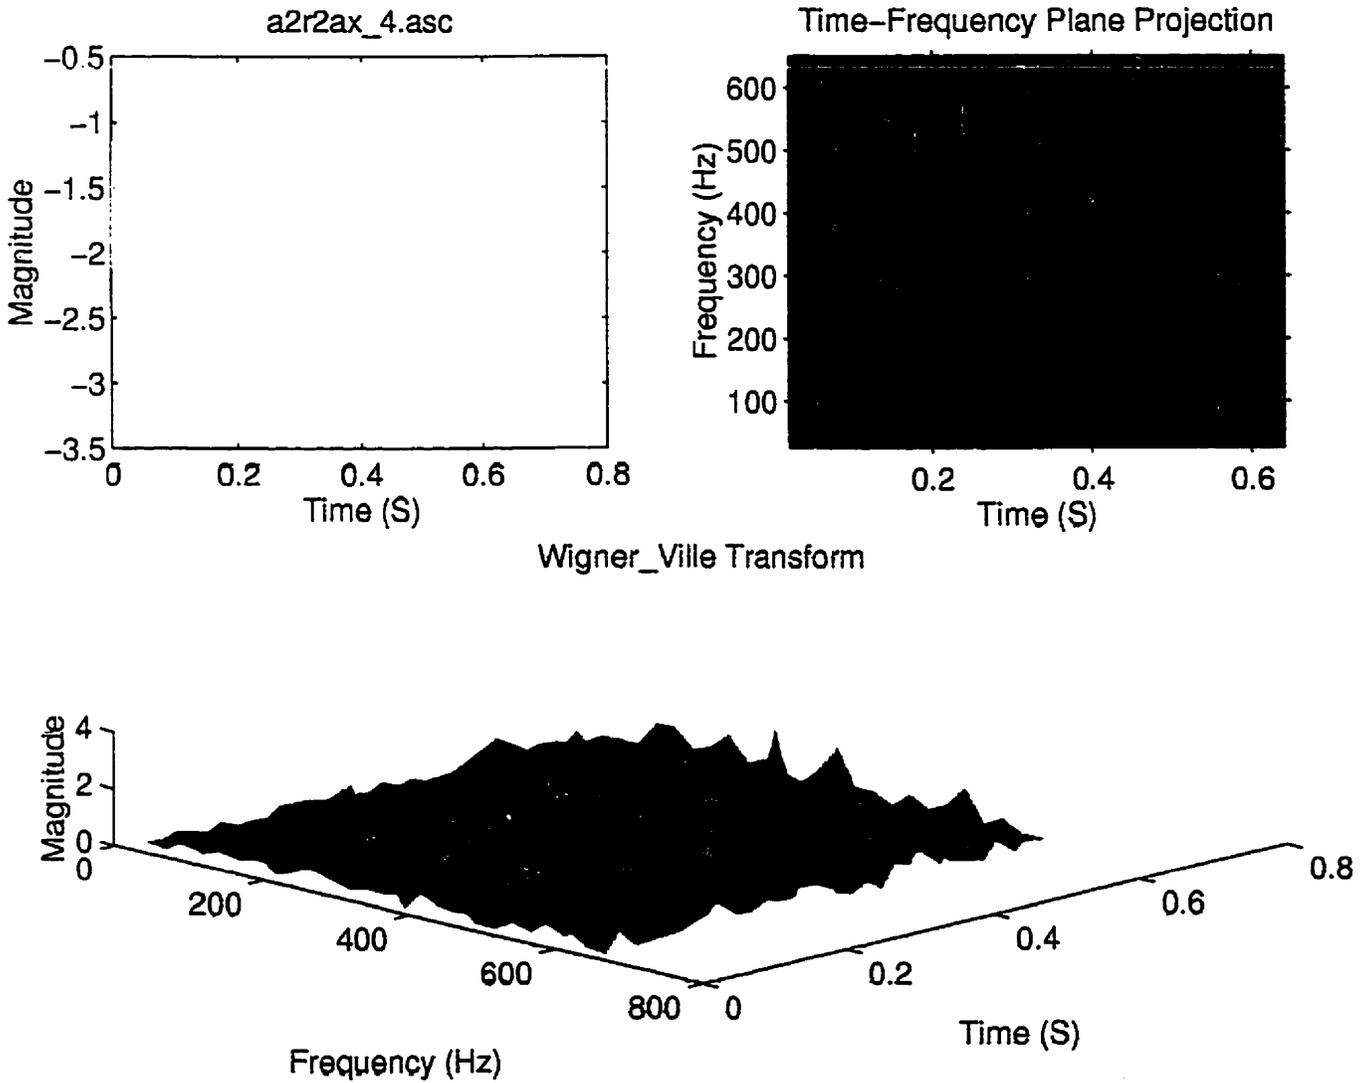 a2r2ax_4.asc
−0.5
−1
−1.5
−2
−2.5
−3
−3.5
Magnitude
0 0.2 0.4 0.6 0.8
Time (S)
Time−Frequency Plane Projection
600
500
400
300
200
100
Frequency (Hz)
0.2 0.4 0.6
Time (S)
Wigner_Ville Transform
4
2
0
Magnitude
0
200
400
600
800
Frequency (Hz)
0
0.2
0.4
0.6
0.8
Time (S)